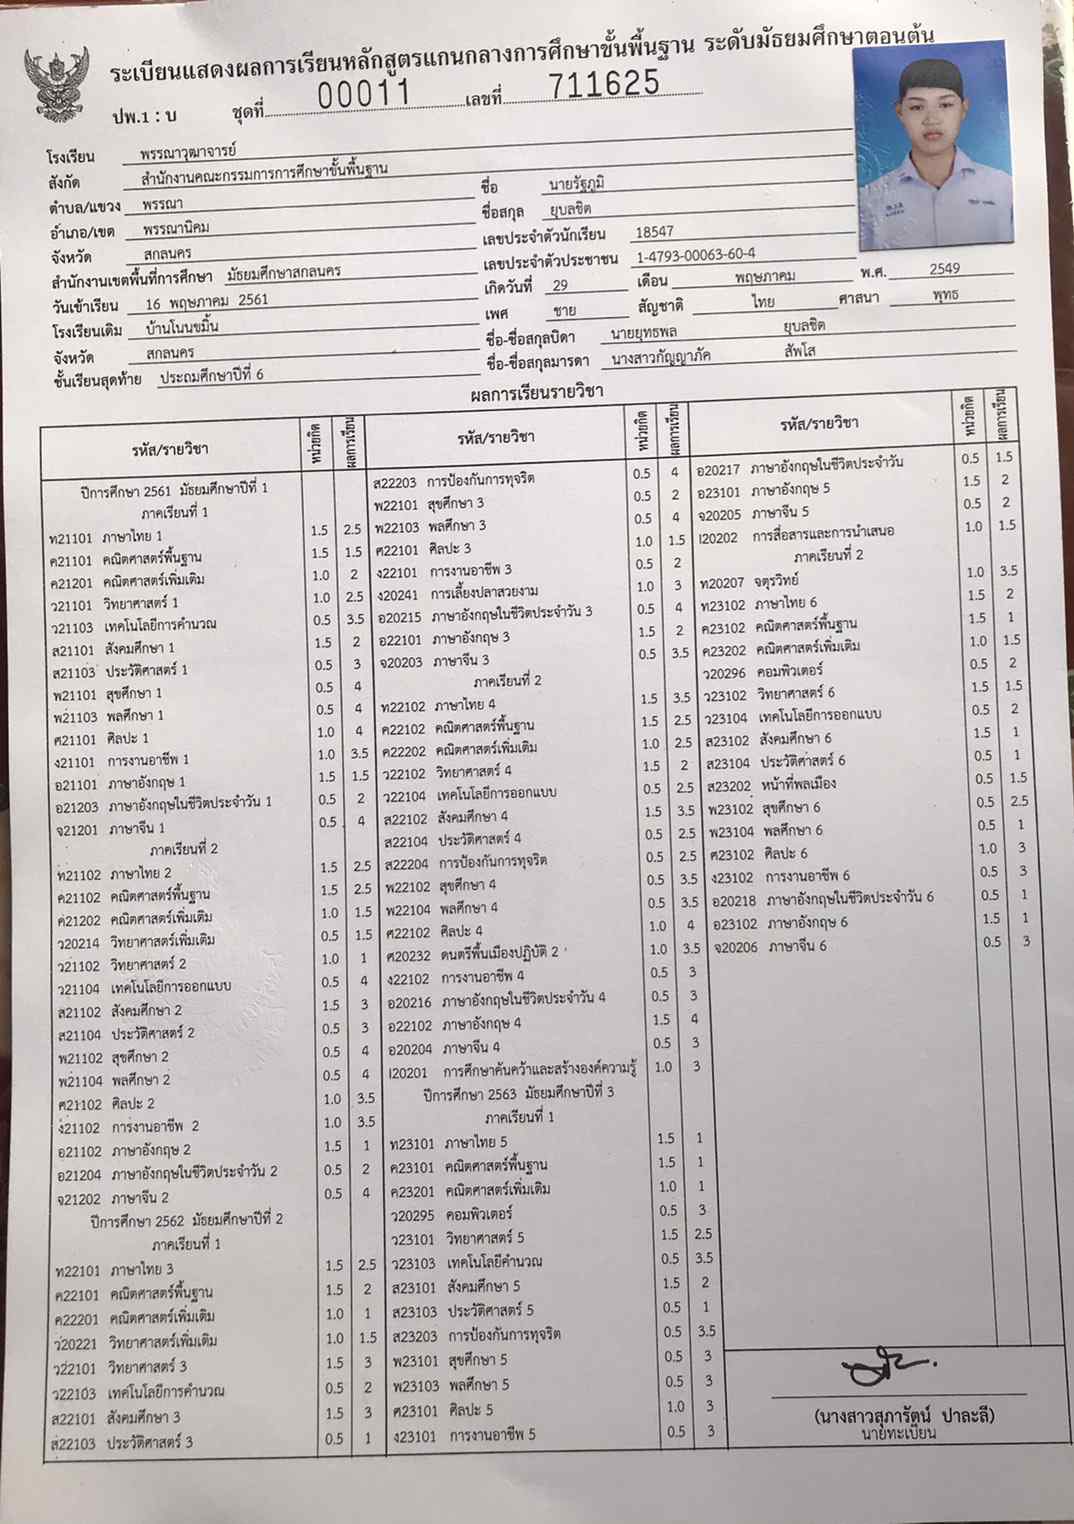 ระเบียนแสดงผลการเรียนหลักสูตรแกนกลางการศึกษาขั้นพื้นฐาน ระดับมัธยมศึกษาตอนต้น
ปพ.1 : บ ชุดที่ 00011 เลขที่ 711625
โรงเรียน พรรณาวุฒาจารย์
สังกัด สำนักงานคณะกรรมการการศึกษาขั้นพื้นฐาน
ตำบล/แขวง พรรณา
อำเภอ/เขต พรรณานิคม
จังหวัด สกลนคร
สำนักงานเขตพื้นที่การศึกษา มัธยมศึกษาสกลนคร
วันเข้าเรียน 16 พฤษภาคม 2561
โรงเรียนเดิม บ้านโนนขมิ้น
จังหวัด สกลนคร
ชั้นเรียนสุดท้าย ประถมศึกษาปีที่ 6
ชื่อ นายรัฐภูมิ
ชื่อสกุล ยุบลชิต
เลขประจำตัวนักเรียน 18547
เลขประจำตัวประชาชน 1-4793-00063-60-4
เกิดวันที่ 29 เดือน พฤษภาคม พ.ศ. 2549
เพศ ชาย สัญชาติ ไทย ศาสนา พุทธ
ชื่อ-ชื่อสกุลบิดา นายยุทธพล ยุบลชิต
ชื่อ-ชื่อสกุลมารดา นางสาวกัญญาภัค สัพโส
ผลการเรียนรายวิชา
รหัส/รายวิชา หน่วยกิต ผลการเรียน
ปีการศึกษา 2561 มัธยมศึกษาปีที่ 1
ภาคเรียนที่ 1
ท21101 ภาษาไทย 1 1.5 2.5
ค21101 คณิตศาสตร์พื้นฐาน 1.5 1.5
ค21201 คณิตศาสตร์เพิ่มเติม 1.0 2
ว21101 วิทยาศาสตร์ 1 1.0 2.5
ว21103 เทคโนโลยีการคำนวณ 0.5 3.5
ส21101 สังคมศึกษา 1 1.5 2
ส21103 ประวัติศาสตร์ 1 0.5 3
พ21101 สุขศึกษา 1 0.5 4
พ21103 พลศึกษา 1 0.5 4
ศ21101 ศิลปะ 1 1.0 4
ง21101 การงานอาชีพ 1 1.0 3.5
อ21101 ภาษาอังกฤษ 1 1.5 1.5
อ21203 ภาษาอังกฤษในชีวิตประจำวัน 1 0.5 2
จ21201 ภาษาจีน 1 0.5 4
ภาคเรียนที่ 2
ท21102 ภาษาไทย 2 1.5 2.5
ค21102 คณิตศาสตร์พื้นฐาน 1.5 2.5
ค21202 คณิตศาสตร์เพิ่มเติม 1.0 1.5
ว20214 วิทยาศาสตร์เพิ่มเติม 0.5 1.5
ว21102 วิทยาศาสตร์ 2 1.0 1
ว21104 เทคโนโลยีการออกแบบ 0.5 4
ส21102 สังคมศึกษา 2 1.5 3
ส21104 ประวัติศาสตร์ 2 0.5 3
พ21102 สุขศึกษา 2 0.5 4
พ21104 พลศึกษา 2 0.5 4
ศ21102 ศิลปะ 2 1.0 3.5
ง21102 การงานอาชีพ 2 1.0 3.5
อ21102 ภาษาอังกฤษ 2 1.5 1
อ21204 ภาษาอังกฤษในชีวิตประจำวัน 2 0.5 2
จ21202 ภาษาจีน 2 0.5 4
ปีการศึกษา 2562 มัธยมศึกษาปีที่ 2
ภาคเรียนที่ 1
ท22101 ภาษาไทย 3 1.5 2.5
ค22101 คณิตศาสตร์พื้นฐาน 1.5 2
ค22201 คณิตศาสตร์เพิ่มเติม 1.0 1
ว20221 วิทยาศาสตร์เพิ่มเติม 1.0 1.5
ว22101 วิทยาศาสตร์ 3 1.5 3
ว22103 เทคโนโลยีการคำนวณ 0.5 2
ส22101 สังคมศึกษา 3 1.5 3
ส22103 ประวัติศาสตร์ 3 0.5 1
รหัส/รายวิชา หน่วยกิต ผลการเรียน
ส22203 การป้องกันการทุจริต 0.5 4
พ22101 สุขศึกษา 3 0.5 2
พ22103 พลศึกษา 3 0.5 4
ศ22101 ศิลปะ 3 1.0 1.5
ง22101 การงานอาชีพ 3 0.5 2
ง20241 การเลี้ยงปลาสวยงาม 1.0 3
อ20215 ภาษาอังกฤษในชีวิตประจำวัน 3 0.5 4
อ22101 ภาษาอังกฤษ 3 1.5 2
จ20203 ภาษาจีน 3 0.5 3.5
ภาคเรียนที่ 2
ท22102 ภาษาไทย 4 1.5 3.5
ค22102 คณิตศาสตร์พื้นฐาน 1.5 2.5
ค22202 คณิตศาสตร์เพิ่มเติม 1.0 2.5
ว22102 วิทยาศาสตร์ 4 1.5 2
ว22104 เทคโนโลยีการออกแบบ 0.5 2.5
ส22102 สังคมศึกษา 4 1.5 3.5
ส22104 ประวัติศาสตร์ 4 0.5 2.5
ส22204 การป้องกันการทุจริต 0.5 2.5
พ22102 สุขศึกษา 4 0.5 3.5
พ22104 พลศึกษา 4 0.5 3.5
ศ22102 ศิลปะ 4 1.0 4
ศ20232 ดนตรีพื้นเมืองปฏิบัติ 2 1.0 3.5
ง22102 การงานอาชีพ 4 0.5 3
อ20216 ภาษาอังกฤษในชีวิตประจำวัน 4 0.5 3
อ22102 ภาษาอังกฤษ 4 1.5 4
อ20204 ภาษาจีน 4 0.5 3
I20201 การศึกษาค้นคว้าและสร้างองค์ความรู้ 1.0 3
ปีการศึกษา 2563 มัธยมศึกษาปีที่ 3
ภาคเรียนที่ 1
ท23101 ภาษาไทย 5 1.5 1
ค23101 คณิตศาสตร์พื้นฐาน 1.5 1
ค23201 คณิตศาสตร์เพิ่มเติม 1.0 1
ว20295 คอมพิวเตอร์ 0.5 3
ว23101 วิทยาศาสตร์ 5 1.5 2.5
ว23103 เทคโนโลยีคำนวณ 0.5 3.5
ส23101 สังคมศึกษา 5 1.5 2
ส23103 ประวัติศาสตร์ 5 0.5 1
ส23203 การป้องกันการทุจริต 0.5 3.5
พ23101 สุขศึกษา 5 0.5 3
พ23103 พลศึกษา 5 0.5 3
ศ23101 ศิลปะ 5 1.0 3
ง23101 การงานอาชีพ 5 0.5 3
รหัส/รายวิชา หน่วยกิต ผลการเรียน
อ20217 ภาษาอังกฤษในชีวิตประจำวัน 0.5 1.5
อ23101 ภาษาอังกฤษ 5 1.5 2
จ20205 ภาษาจีน 5 0.5 2
I20202 การสื่อสารและการนำเสนอ 1.0 1.5
ภาคเรียนที่ 2
ท20207 จตุรวิทย์ 1.0 3.5
ท23102 ภาษาไทย 6 1.5 2
ค23102 คณิตศาสตร์พื้นฐาน 1.5 1
ค23202 คณิตศาสตร์เพิ่มเติม 1.0 1.5
ว20296 คอมพิวเตอร์ 0.5 2
ว23102 วิทยาศาสตร์ 6 1.5 1.5
ว23104 เทคโนโลยีการออกแบบ 0.5 2
ส23102 สังคมศึกษา 6 1.5 1
ส23104 ประวัติศาสตร์ 6 0.5 1
ส23202 หน้าที่พลเมือง 0.5 1.5
พ23102 สุขศึกษา 6 0.5 2.5
พ23104 พลศึกษา 6 0.5 1
ศ23102 ศิลปะ 6 1.0 3
ง23102 การงานอาชีพ 6 0.5 3
อ20218 ภาษาอังกฤษในชีวิตประจำวัน 6 0.5 1
อ23102 ภาษาอังกฤษ 6 1.5 1
จ20206 ภาษาจีน 6 0.5 3
(นางสาวสุภารัตน์ ปาละลี)
นายทะเบียน